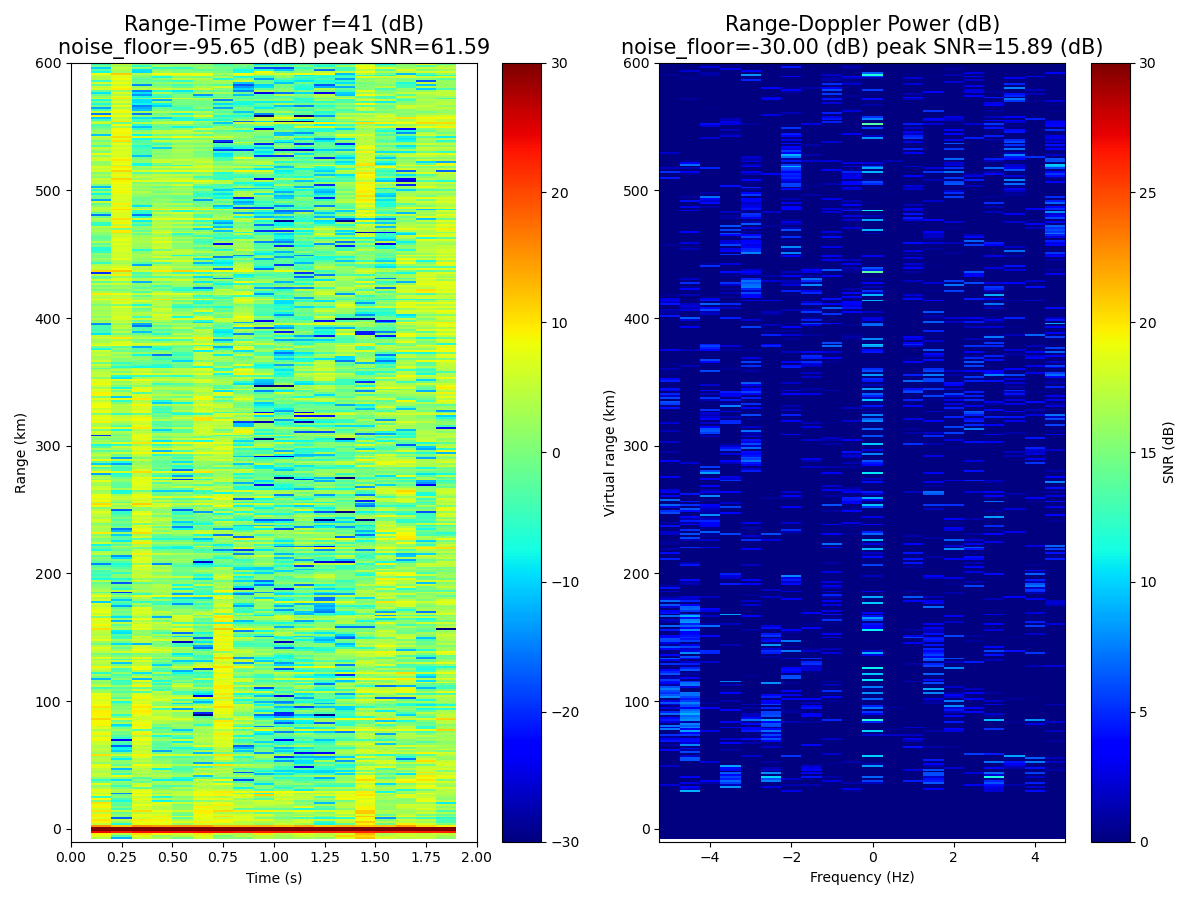 Range-Time Power f=41 (dB)
noise_floor=-95.65 (dB) peak SNR=61.59
600
500
400
300
200
100
0
Range (km)
0.00 0.25 0.50 0.75 1.00 1.25 1.50 1.75 2.00
Time (s)
30
20
10
0
−10
−20
−30
Range-Doppler Power (dB)
noise_floor=-30.00 (dB) peak SNR=15.89 (dB)
600
500
400
300
200
100
0
Virtual range (km)
−4 −2 0 2 4
Frequency (Hz)
30
25
20
15
10
5
0
SNR (dB)